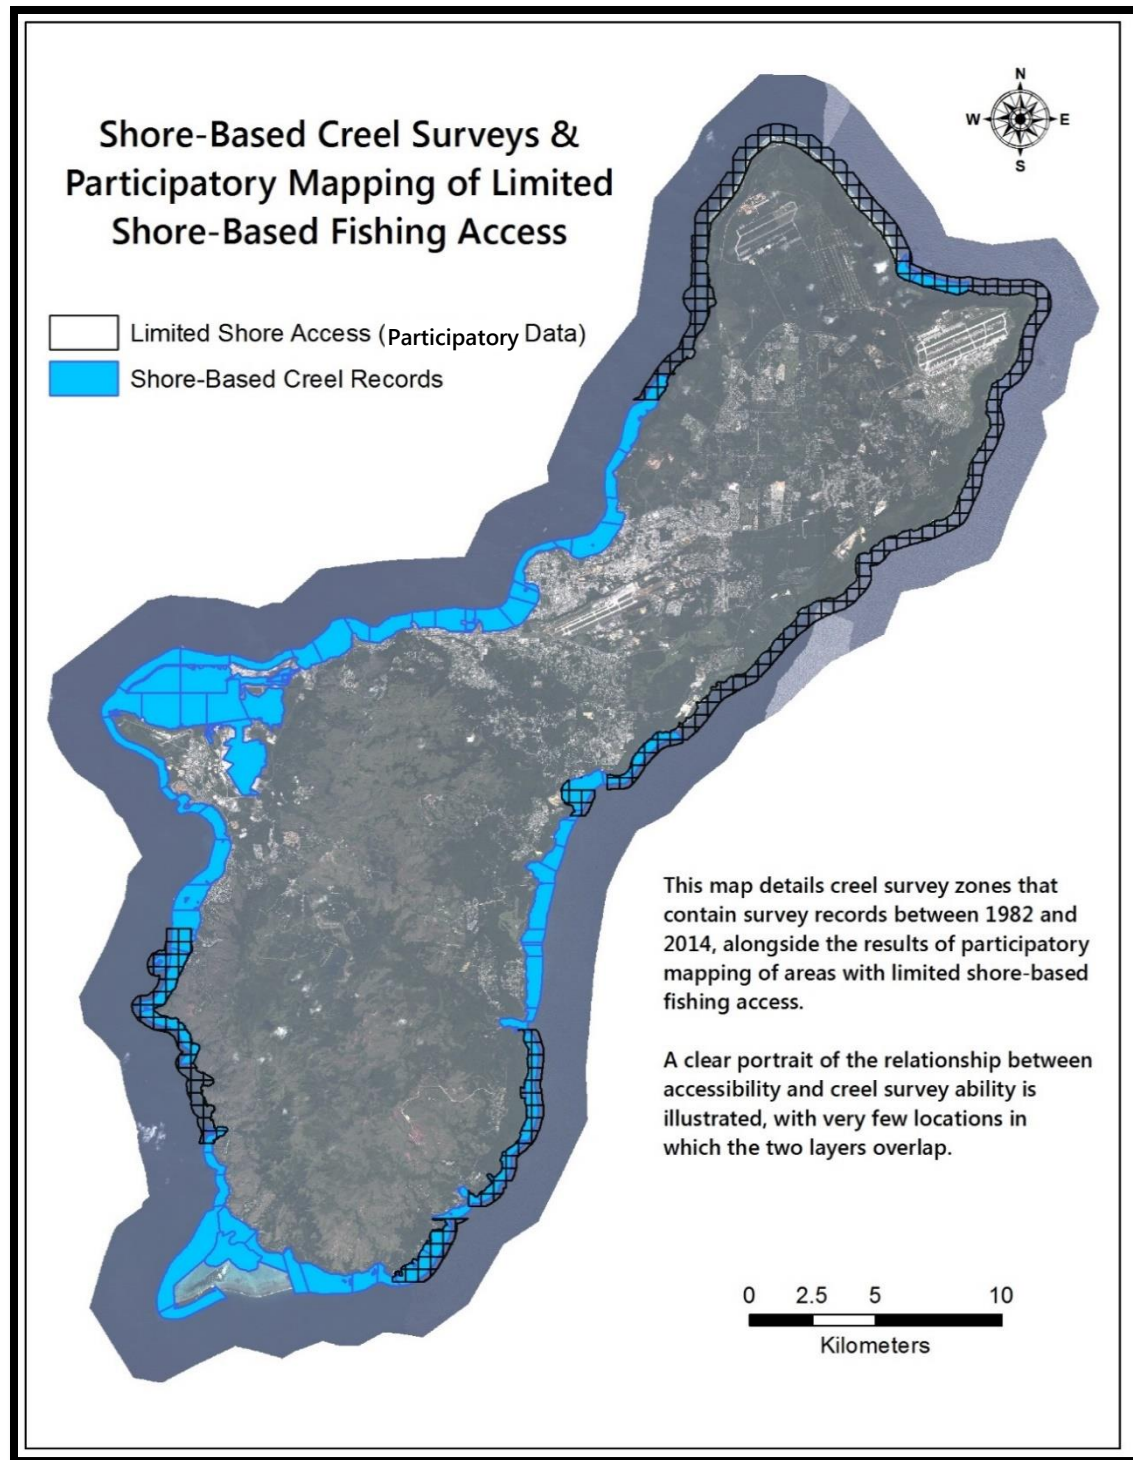 Shore-Based Creel Surveys &
Participatory Mapping of Limited
Shore-Based Fishing Access
N
W E
S
Limited Shore Access (Participatory Data)
Shore-Based Creel Records
This map details creel survey zones that
contain survey records between 1982 and
2014, alongside the results of participatory
mapping of areas with limited shore-based
fishing access.
A clear portrait of the relationship between
accessibility and creel survey ability is
illustrated, with very few locations in
which the two layers overlap.
0 2.5 5 10
Kilometers